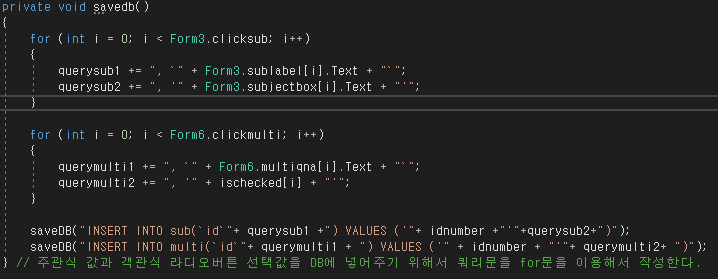 private void savedb()
{
for (int i = 0; i < Form3.clicksub; i++)
{
querysub1 += ", `" + Form3.sublabel[i].Text + "`";
querysub2 += ", '" + Form3.subjectbox[i].Text + "'";
}
for (int i = 0; i < Form6.clickmulti; i++)
{
querymulti1 += ", `" + Form6.multiqna[i].Text + "`";
querymulti2 += ", '" + ischecked[i] + "'";
}
saveDB("INSERT INTO sub(`id`"+ querysub1 +") VALUES ('"+ idnumber +"'"+querysub2+")");
saveDB("INSERT INTO multi(`id`"+ querymulti1 + ") VALUES ('" + idnumber + "'"+ querymulti2+ ")");
} // 주관식 값과 객관식 라디오버튼 선택값을 DB에 넣어주기 위해서 쿼리문을 for문을 이용해서 작성한다.